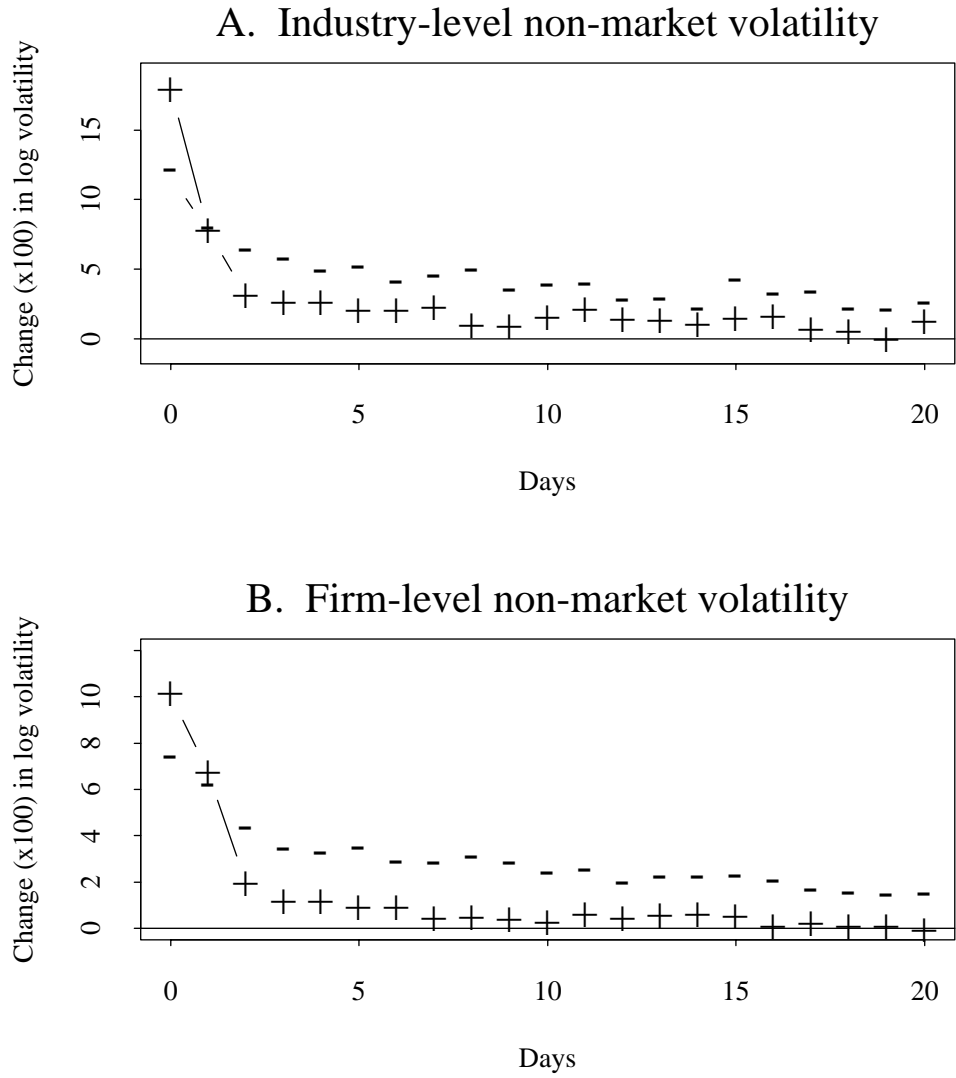 A. Industry-level non-market volatility
Change (x100) in log volatility
15
10
5
0
0 5 10 15 20
Days
B. Firm-level non-market volatility
Change (x100) in log volatility
10
8
6
4
2
0
0 5 10 15 20
Days